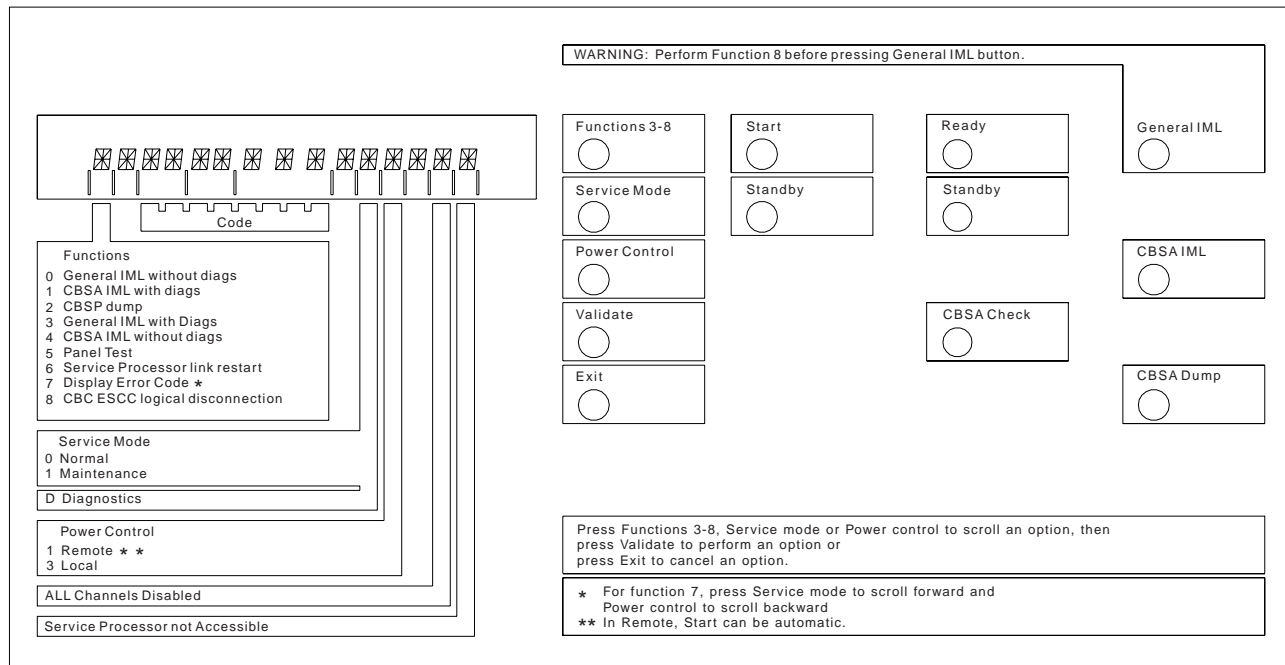 WARNING: Perform Function 8 before pressing General IML button.
Functions 3-8
Start
Ready
General IML
Service Mode
Standby
Standby
Code
Functions
0 General IML without diags
1 CBSA IML with diags
2 CBSP dump
3 General IML with Diags
4 CBSA IML without diags
5 Panel Test
6 Service Processor link restart
7 Display Error Code *
8 CBC ESCC logical disconnection
Power Control
CBSA IML
Validate
CBSA Check
Exit
CBSA Dump
Service Mode
0 Normal
1 Maintenance
D Diagnostics
Power Control
1 Remote * *
3 Local
ALL Channels Disabled
Service Processor not Accessible
Press Functions 3-8, Service mode or Power control to scroll an option, then
press Validate to perform an option or
press Exit to cancel an option.
* For function 7, press Service mode to scroll forward and
Power control to scroll backward
** In Remote, Start can be automatic.